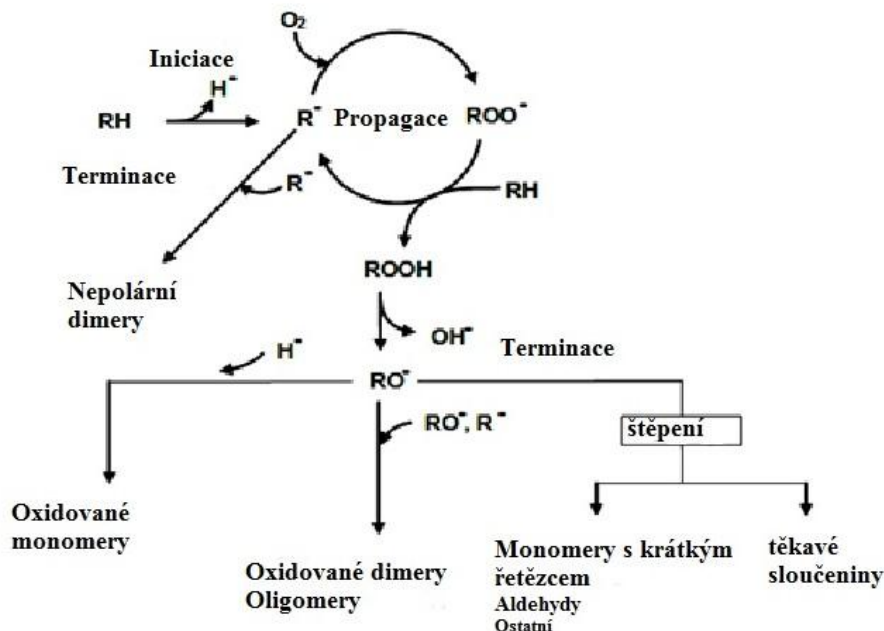 O₂
Iniciace
H⁻
RH
R⁻
Propagace
ROO⁻
Terminace
R⁻
RH
ROOH
Nepolární
dimery
OH⁻
Terminace
H⁻
RO⁻
RO⁻, R⁻
štěpení
Oxidované
monomery
Oxidované dimery
Oligomery
Monomery s krátkým
řetězcem
Aldehydy
Ostatní
těkavé
sloučeniny